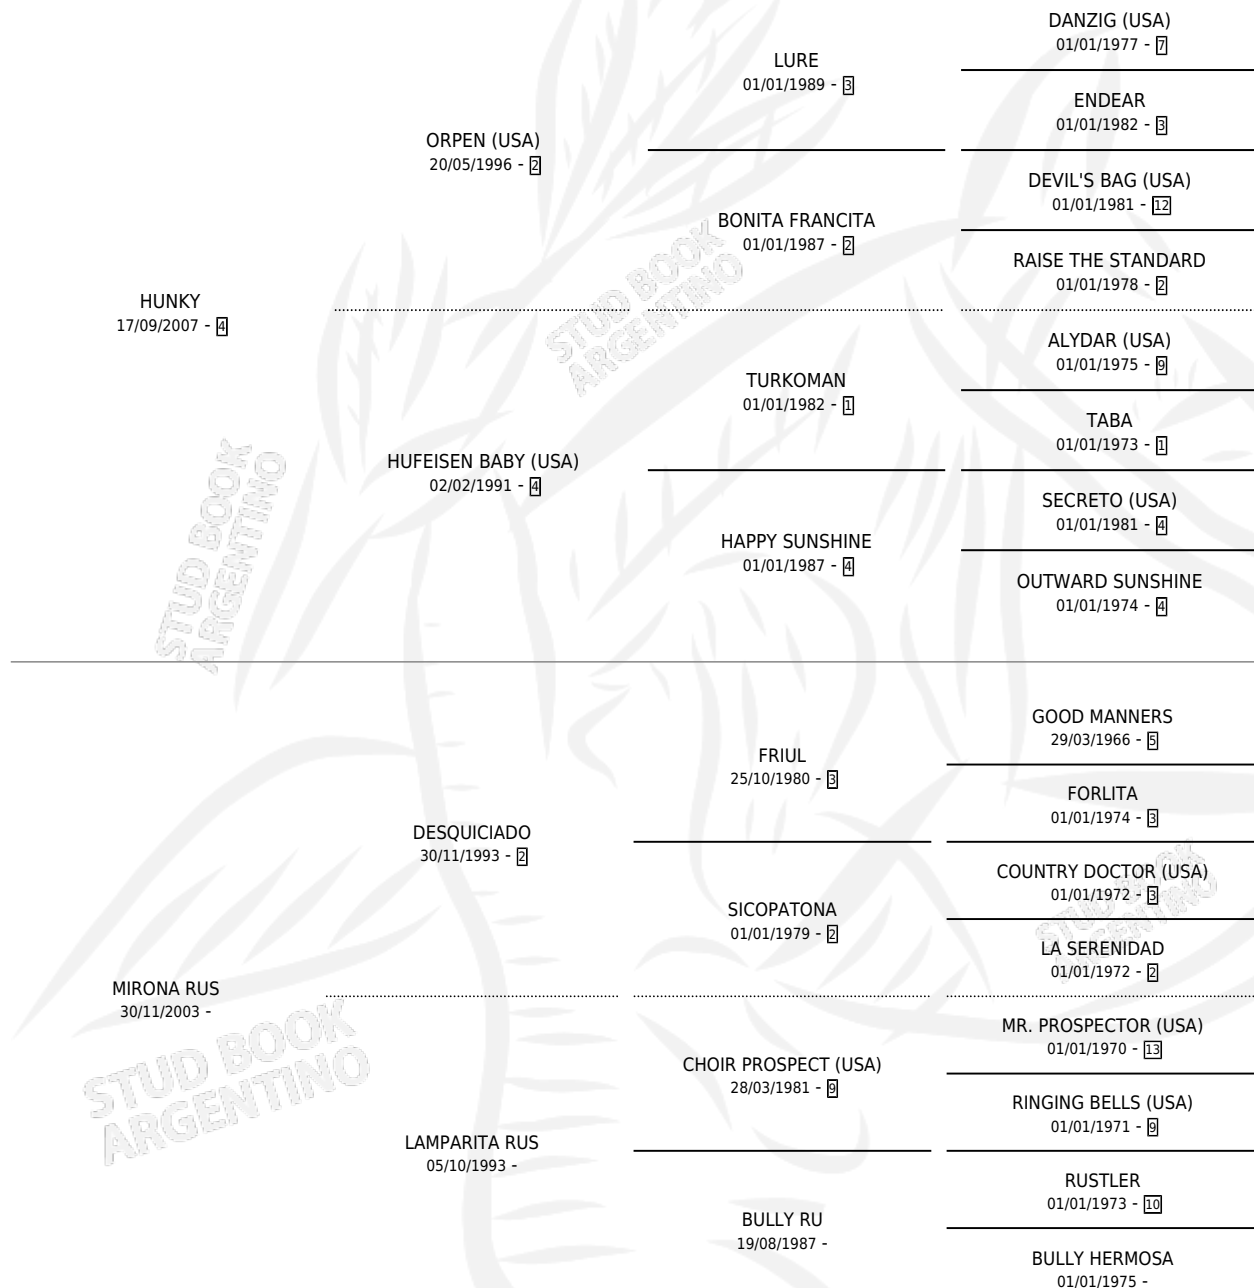 DANZIG (USA)
01/01/1977 - 7
LURE
01/01/1989 - 3
ENDEAR
01/01/1982 - 3
ORPEN (USA)
20/05/1996 - 2
DEVIL'S BAG (USA)
01/01/1981 - 12
BONITA FRANCITA
01/01/1987 - 2
RAISE THE STANDARD
01/01/1978 - 2
HUNKY
17/09/2007 - 4
ALYDAR (USA)
01/01/1975 - 9
TURKOMAN
01/01/1982 - 1
TABA
01/01/1973 - 1
HUFEISEN BABY (USA)
02/02/1991 - 4
SECRETO (USA)
01/01/1981 - 4
HAPPY SUNSHINE
01/01/1987 - 4
OUTWARD SUNSHINE
01/01/1974 - 4
GOOD MANNERS
29/03/1966 - 5
FRIUL
25/10/1980 - 3
FORLITA
01/01/1974 - 3
DESQUICIADO
30/11/1993 - 2
COUNTRY DOCTOR (USA)
01/01/1972 - 3
SICOPATONA
01/01/1979 - 2
LA SERENIDAD
01/01/1972 - 2
MIRONA RUS
30/11/2003 -
MR. PROSPECTOR (USA)
01/01/1970 - 13
CHOIR PROSPECT (USA)
28/03/1981 - 9
RINGING BELLS (USA)
01/01/1971 - 9
LAMPARITA RUS
05/10/1993 -
RUSTLER
01/01/1973 - 10
BULLY RU
19/08/1987 -
BULLY HERMOSA
01/01/1975 -
STUD BOOK
ARGENTINO
STUD BOOK
ARGENTINO
STUD BOOK
ARGENTINO
STUD BOOK
ARGENTINO